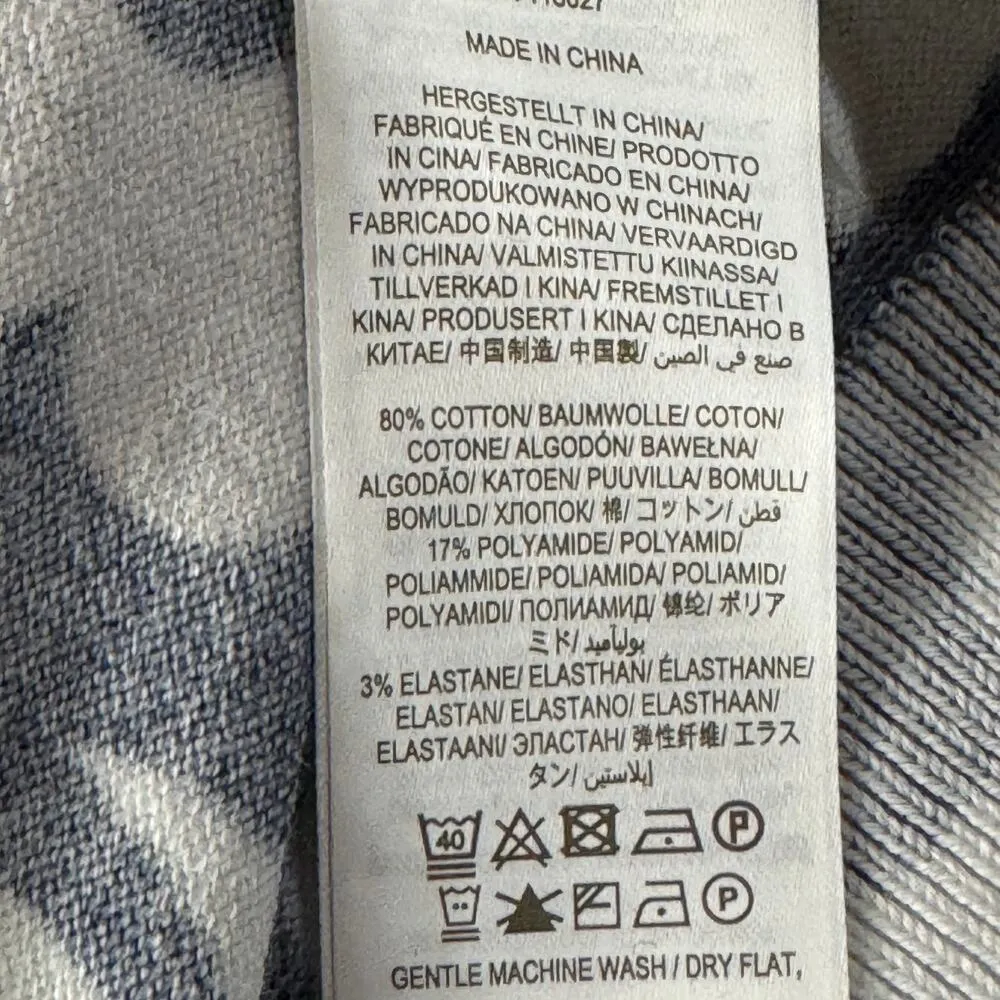 MADE IN CHINA
HERGESTELLT IN CHINA/
FABRIQUÉ EN CHINE/ PRODOTTO
IN CINA/ FABRICADO EN CHINA/
WYPRODUKOWANO W CHINACH/
FABRICADO NA CHINA/ VERVAARDIGD
IN CHINA/ VALMISTETTU KIINASSA/
TILLVERKAD I KINA/ FREMSTILLET I
KINA/ PRODUSERT I KINA/ СДЕЛАНО В
КИТАЕ/ 中国制造/ 中国製/ صنع في الصين
80% COTTON/ BAUMWOLLE/ COTON/
COTONE/ ALGODÓN/ BAWEŁNA/
ALGODÃO/ KATOEN/ PUUVILLA/ BOMULL/
BOMULD/ ХЛОПОК/ 棉/ コットン/ قطن
17% POLYAMIDE/ POLYAMID/
POLIAMMIDE/ POLIAMIDA/ POLIAMID/
POLYAMIDI/ ПОЛИАМИД/ 锦纶/ ポリア
ミド/ بولیآمید
3% ELASTANE/ ELASTHAN/ ÉLASTHANNE/
ELASTAN/ ELASTANO/ ELASTHAAN/
ELASTAANI/ ЭЛАСТАН/ 弹性纤维/ エラス
タン/ إيلاستين
40 P
P
GENTLE MACHINE WASH / DRY FLAT,